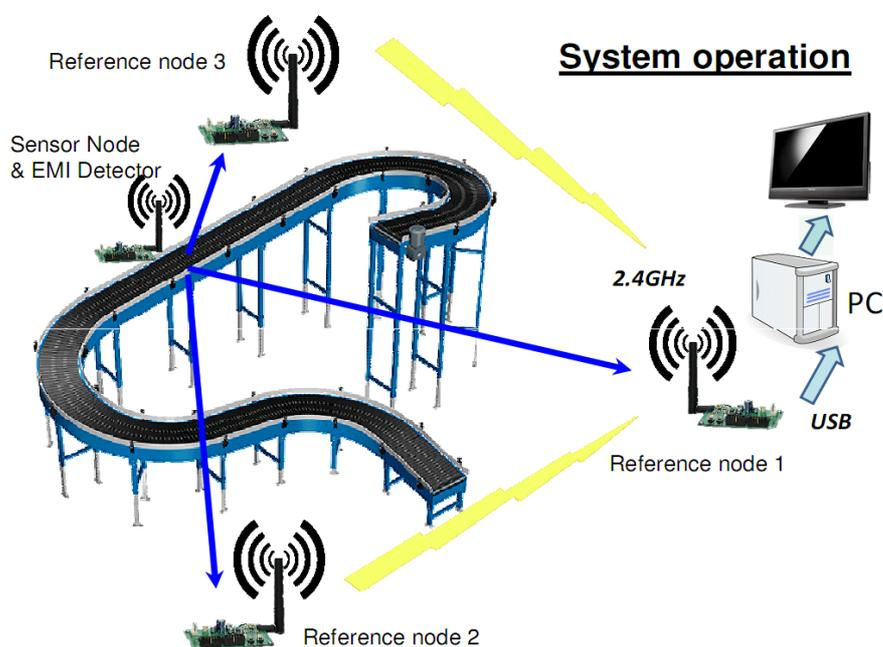 System operation
Reference node 3
Sensor Node
& EMI Detector
2.4GHz
PC
USB
Reference node 1
Reference node 2